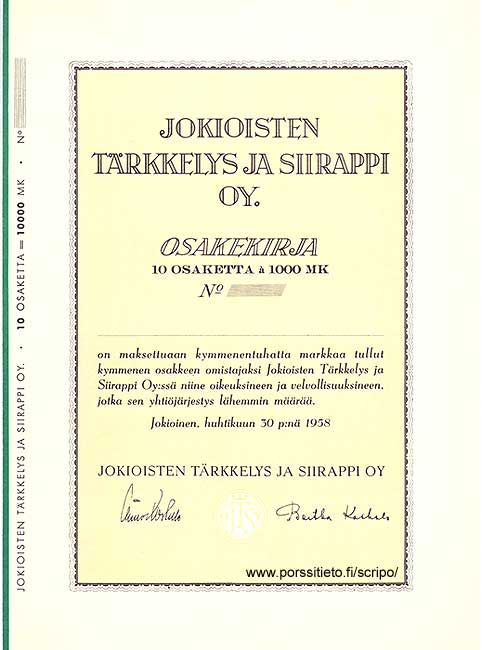 JOKIOISTEN
TÄRKKELYS JA SIIRAPPI
OY.
OSAKEKIRJA
10 OSAKETTA à 1000 MK
Nº
on maksettuaan kymmenentuhatta markkaa tullut
kymmenen osakkeen omistajaksi Jokioisten Tärkkelys ja
Siirappi Oy:ssä niine oikeuksineen ja velvollisuuksineen,
jotka sen yhtiöjärjestys lähemmin määrää.
Jokioinen, huhtikuun 30 p:nä 1958
JOKIOISTEN TÄRKKELYS JA SIIRAPPI OY
www.porssitieto.fi/scripo/
JOKIOISTEN TÄRKKELYS JA SIIRAPPI OY. • 10 OSAKETTA = 10000 MK • Nº